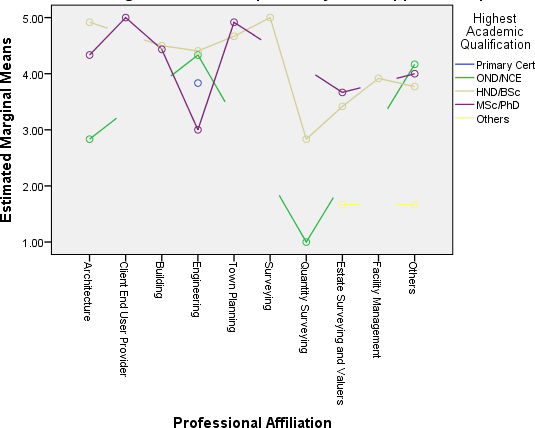 Highest
Academic
Qualification
Primary Cert
OND/NCE
HND/BSc
MSc/PhD
Others
5.00
4.00
3.00
2.00
1.00
Estimated Marginal Means
Architecture
Client End User Provider
Building
Engineering
Town Planning
Surveying
Quantity Surveying
Estate Surveying and Valuers
Facility Management
Others
Professional Affiliation